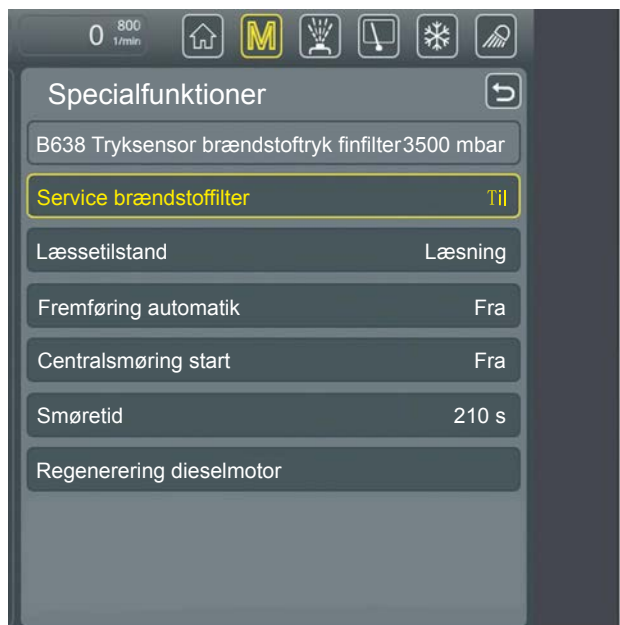 0 800 1/min M
Specialfunktioner
B638 Tryksensor brændstoftryk finfilter 3500 mbar
Service brændstoffilter Til
Læssetilstand Læsning
Fremføring automatik Fra
Centralsmøring start Fra
Smøretid 210 s
Regenerering dieselmotor